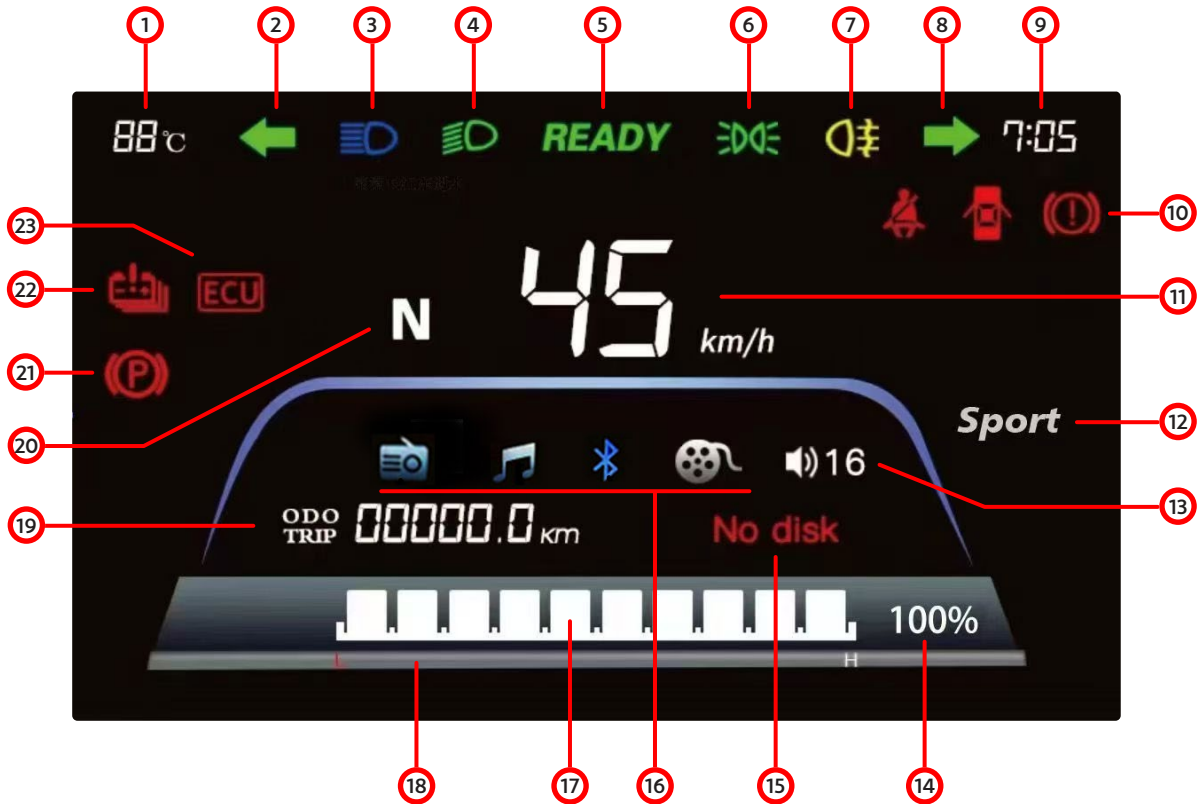 1 2 3 4 5 6 7 8 9
88℃ READY 7:05
10
23
22 ECU
N 45 km/h 11
21 P
20
Sport 12
16
13
19 ODO
TRIP 00000.0 km
No disk
100%
L H
18 17 16 15 14